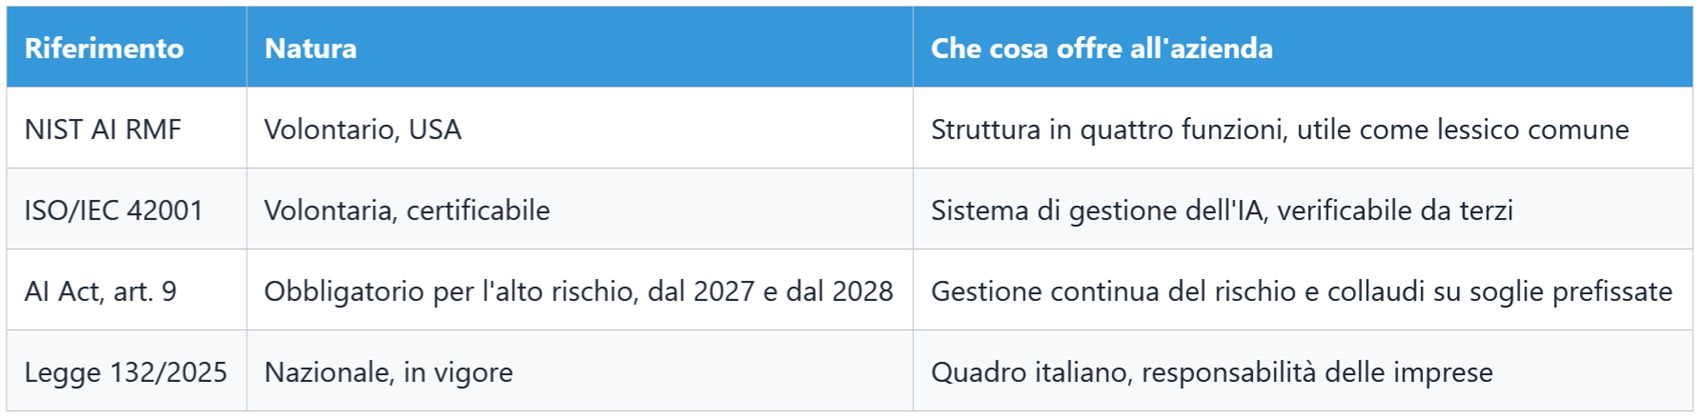 Riferimento Natura Che cosa offre all'azienda
NIST AI RMF Volontario, USA Struttura in quattro funzioni, utile come lessico comune
ISO/IEC 42001 Volontaria, certificabile Sistema di gestione dell'IA, verificabile da terzi
AI Act, art. 9 Obbligatorio per l'alto rischio, dal 2027 e dal 2028 Gestione continua del rischio e collaudi su soglie prefissate
Legge 132/2025 Nazionale, in vigore Quadro italiano, responsabilità delle imprese